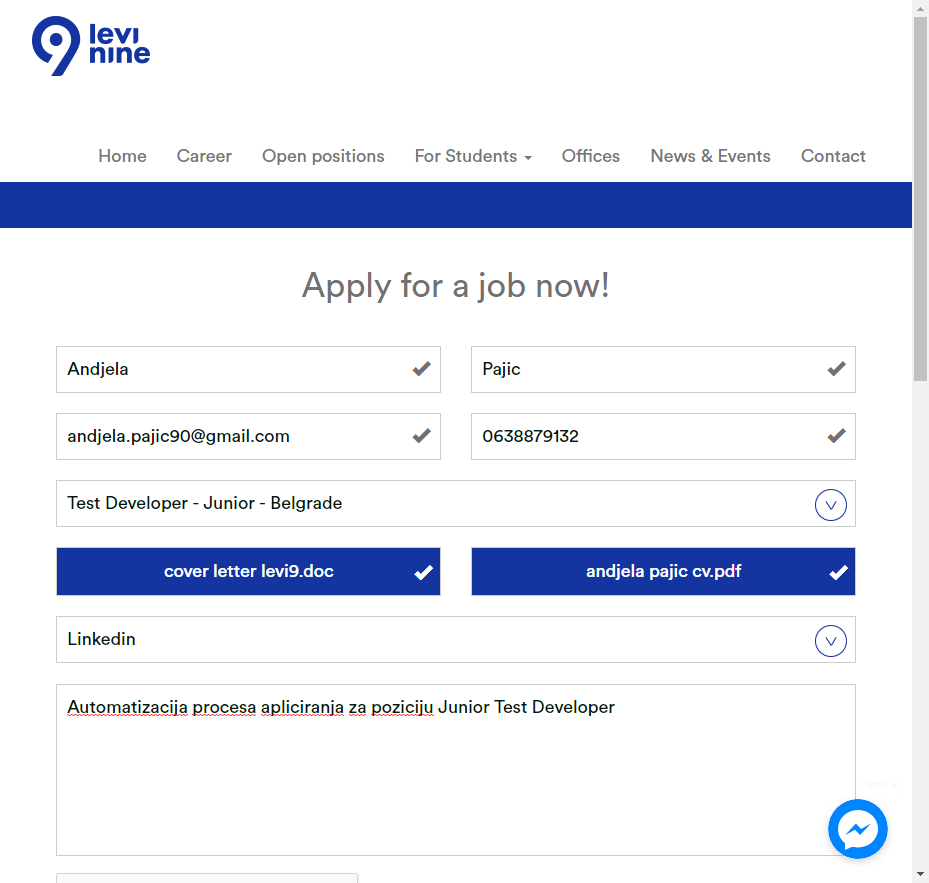 levi
nine
Home Career Open positions For Students Offices News & Events Contact
Apply for a job now!
Andjela
Pajic
andjela.pajic90@gmail.com
0638879132
Test Developer - Junior - Belgrade
cover letter levi9.doc
andjela pajic cv.pdf
Linkedin
Automatizacija procesa apliciranja za poziciju Junior Test Developer